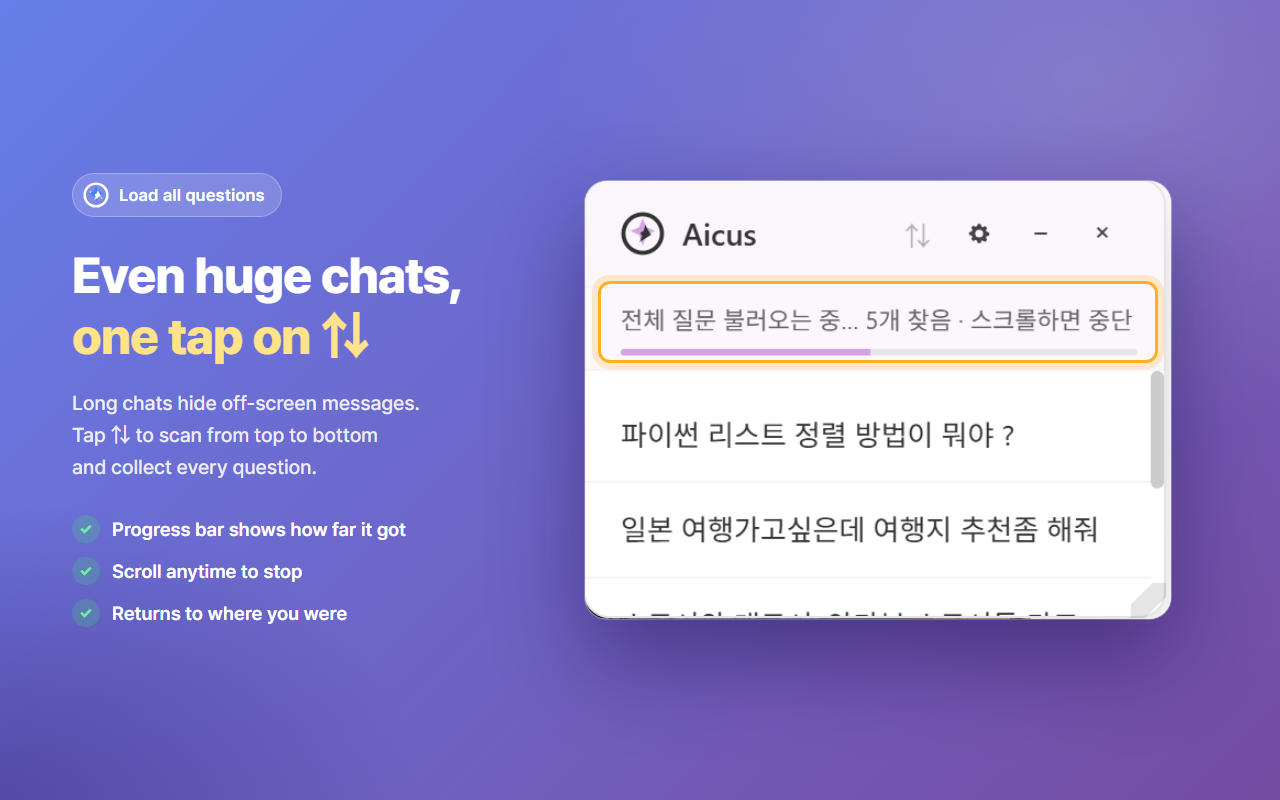 Load all questions
Even huge chats,
one tap on ⇅
Long chats hide off-screen messages.
Tap ⇅ to scan from top to bottom
and collect every question.
Progress bar shows how far it got
Scroll anytime to stop
Returns to where you were
Aicus
전체 질문 불러오는 중... 5개 찾음 · 스크롤하면 중단
파이썬 리스트 정렬 방법이 뭐야 ?
일본 여행가고싶은데 여행지 추천좀 해줘